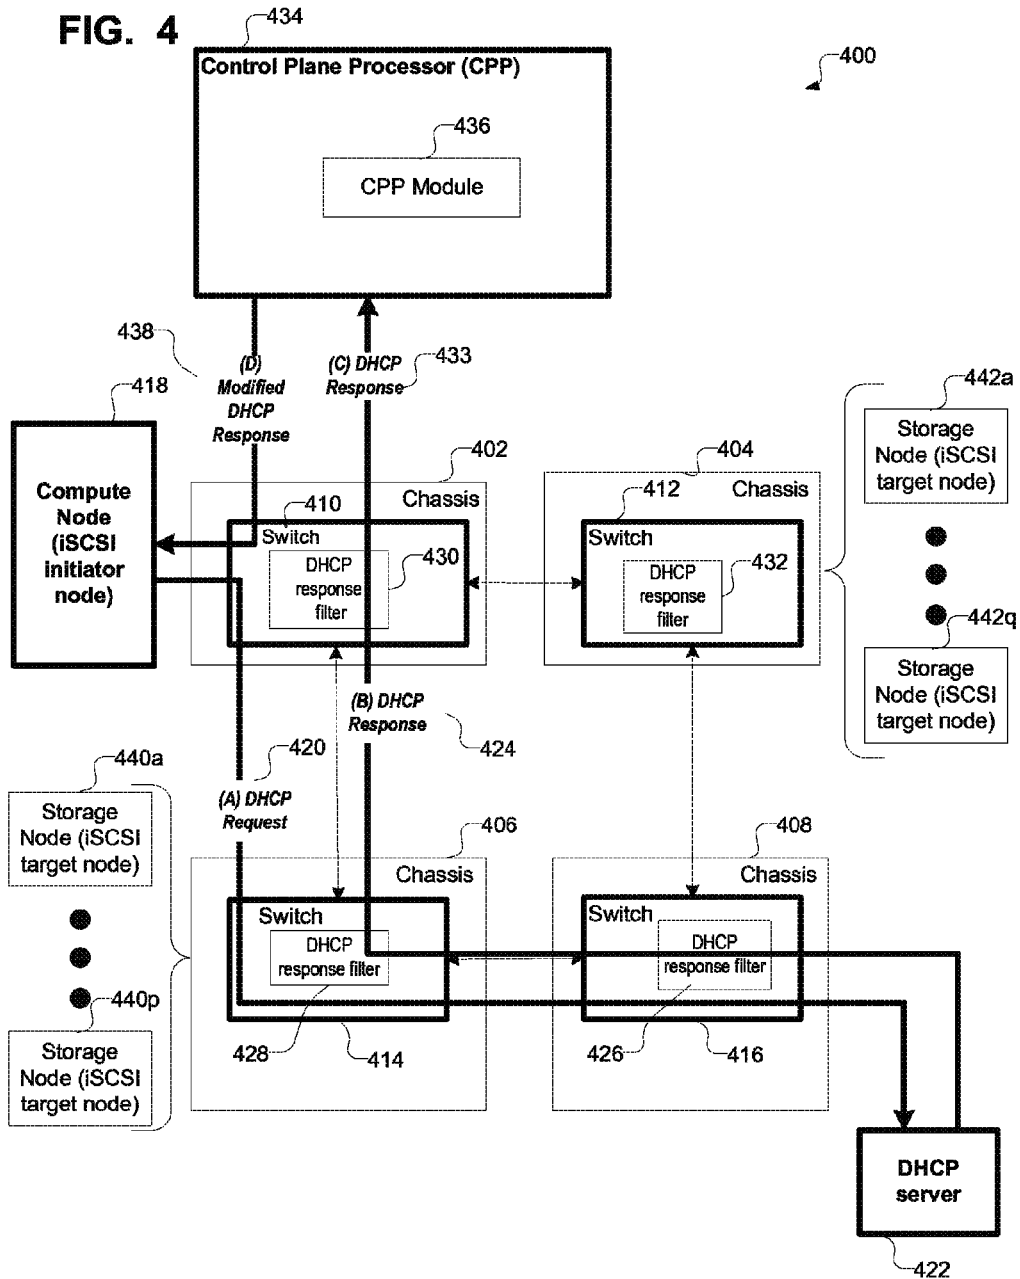 FIG. 4
434
Control Plane Processor (CPP)
400
436
CPP Module
438
(D)
Modified
DHCP
Response
(C) DHCP
Response
433
418
Compute
Node
(iSCSI
initiator
node)
402
Chassis
410
Switch
DHCP
response
filter
430
404
Chassis
412
Switch
DHCP
response
filter
432
442a
Storage
Node (iSCSI
target node)
442q
Storage
Node (iSCSI
target node)
(B) DHCP
Response
424
420
(A) DHCP
Request
440a
Storage
Node (iSCSI
target node)
440p
Storage
Node (iSCSI
target node)
406
Chassis
Switch
DHCP
response filter
428
414
408
Chassis
Switch
DHCP
response filter
426
416
DHCP
server
422